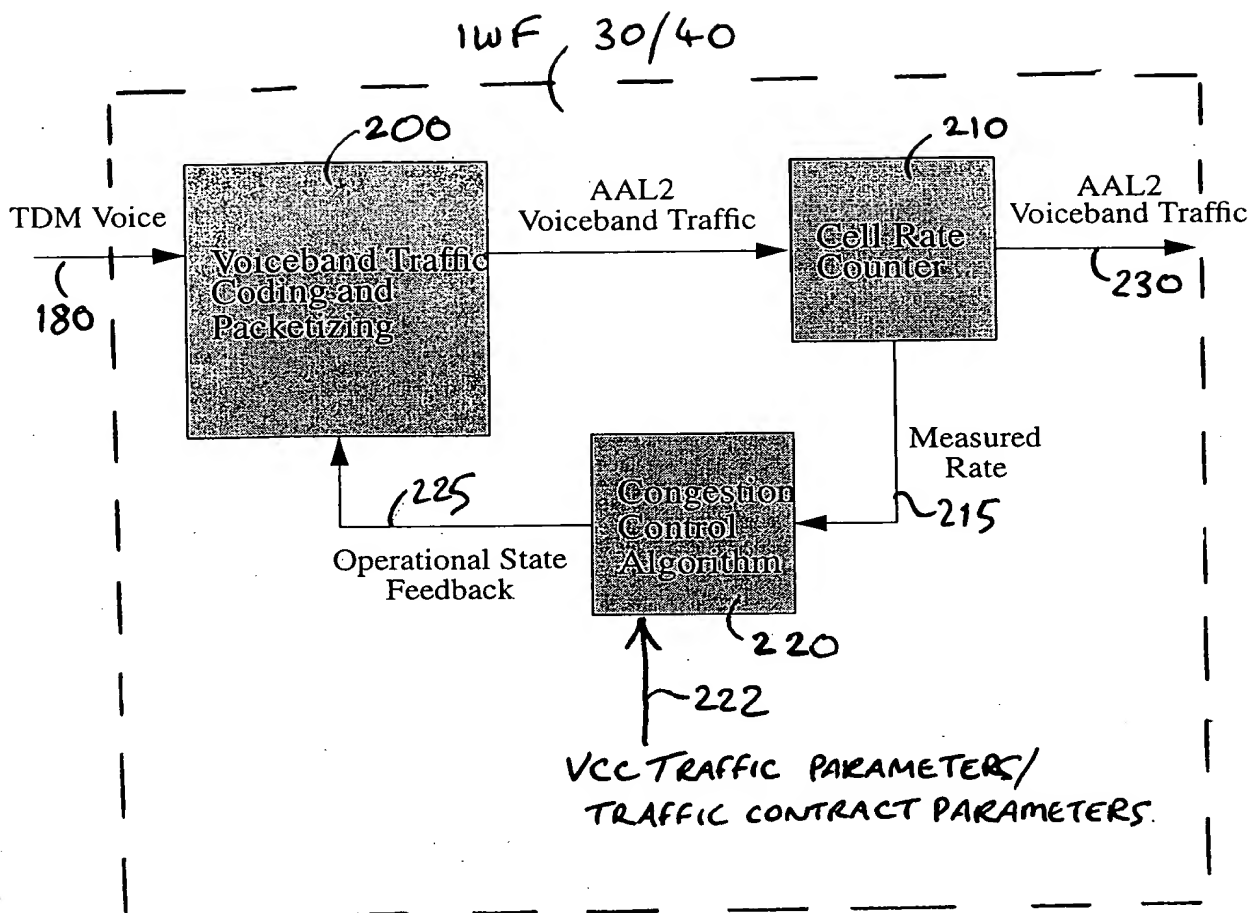 IWF 30/40
200
210
TDM Voice
AAL2
Voiceband Traffic
AAL2
Voiceband Traffic
Voiceband Traffic
Coding and
Packetizing
Cell Rate
Counter
180
230
Measured
Rate
225
215
Congestion
Control
Algorithm
Operational State
Feedback
220
222
VCC TRAFFIC PARAMETERS/
TRAFFIC CONTRACT PARAMETERS.